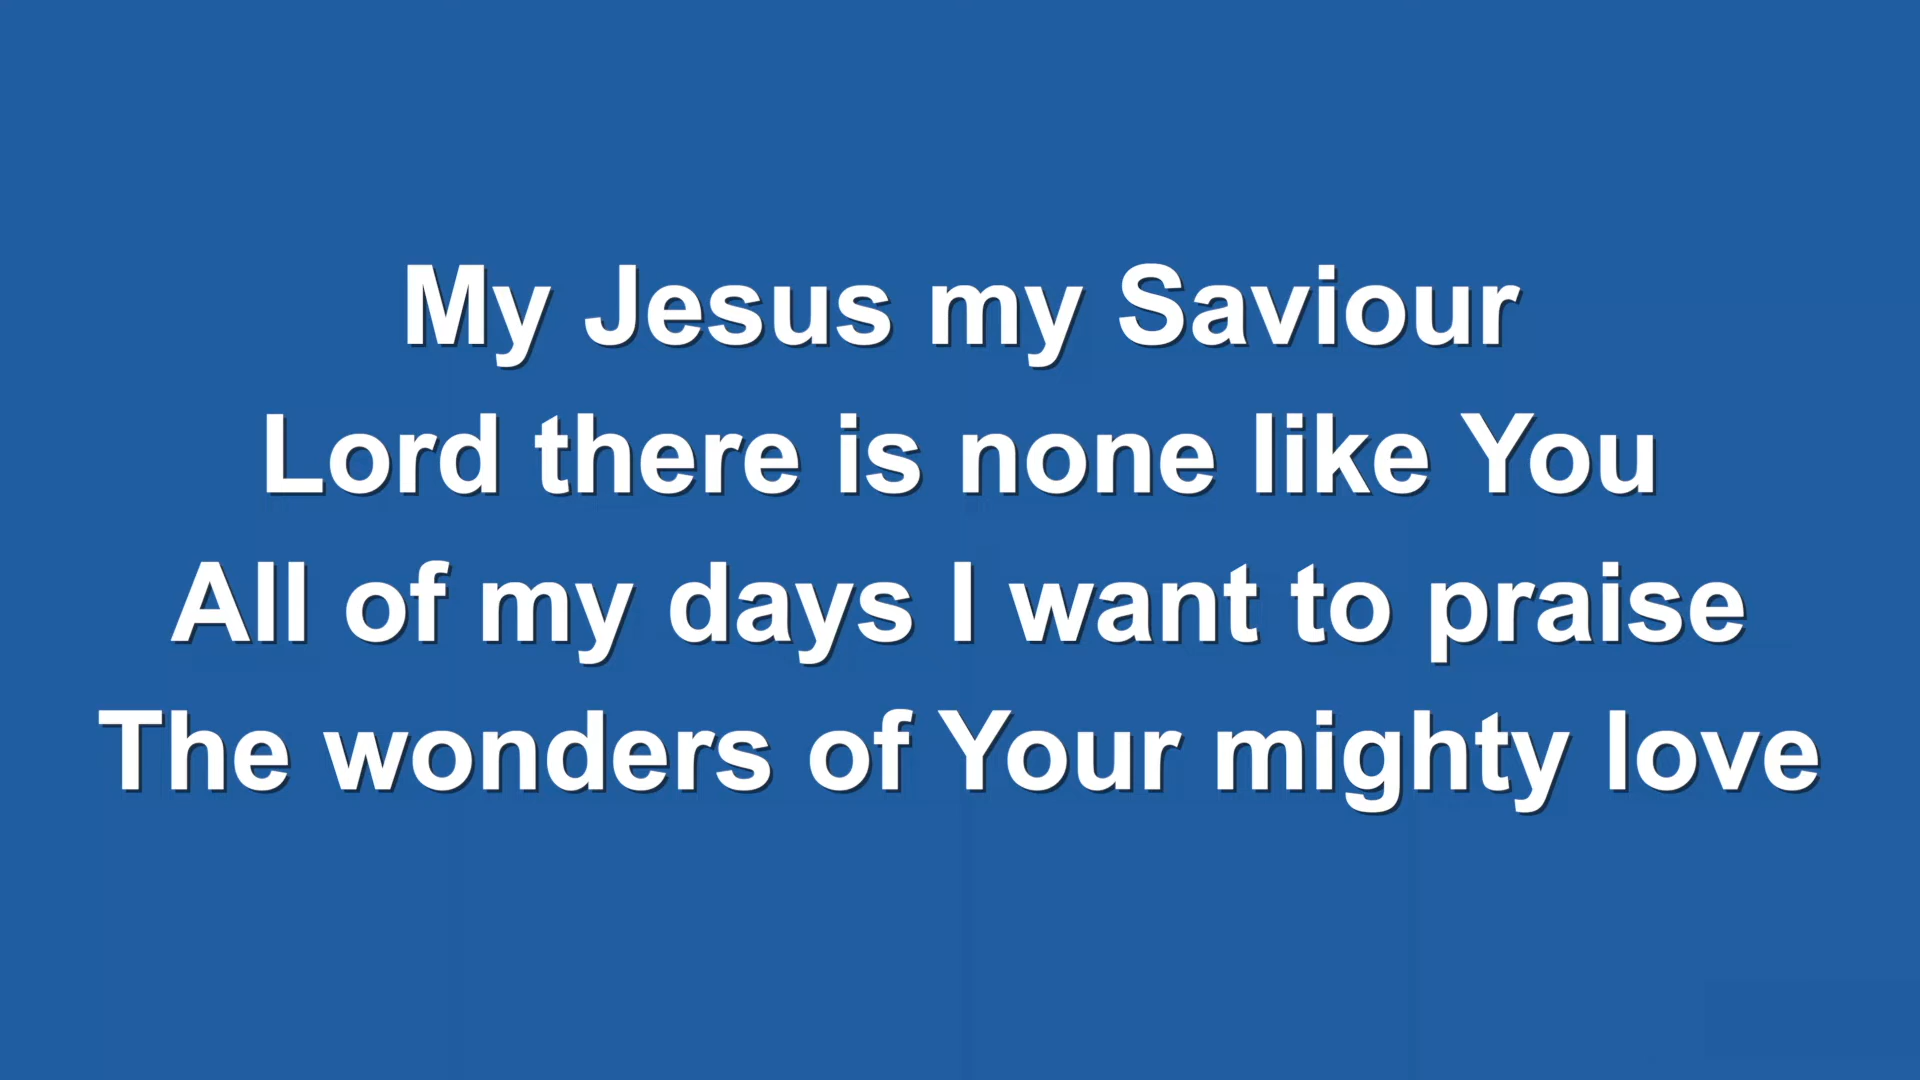 My Jesus my Saviour
Lord there is none like You
All of my days I want to praise
The wonders of Your mighty love